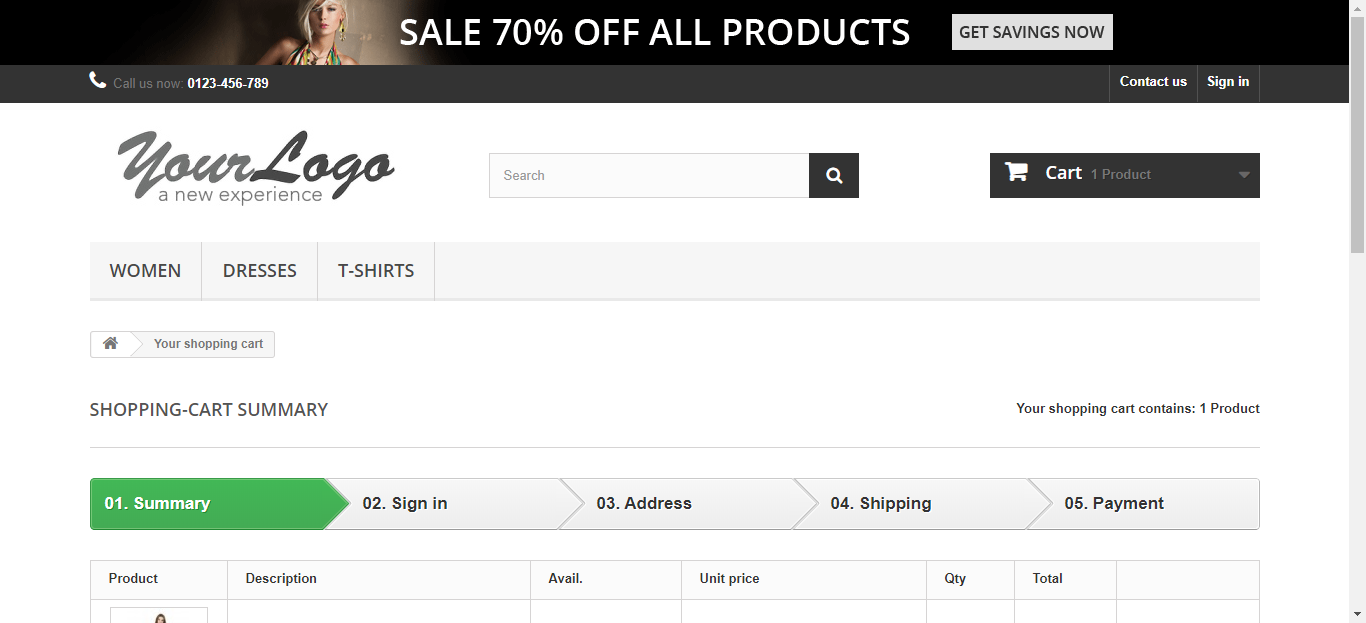 SALE 70% OFF ALL PRODUCTS
GET SAVINGS NOW
Call us now: 0123-456-789
Contact us
Sign in
Your Logo
a new experience
Search
Cart 1 Product
WOMEN
DRESSES
T-SHIRTS
Your shopping cart
SHOPPING-CART SUMMARY
Your shopping cart contains: 1 Product
01. Summary
02. Sign in
03. Address
04. Shipping
05. Payment
Product
Description
Avail.
Unit price
Qty
Total